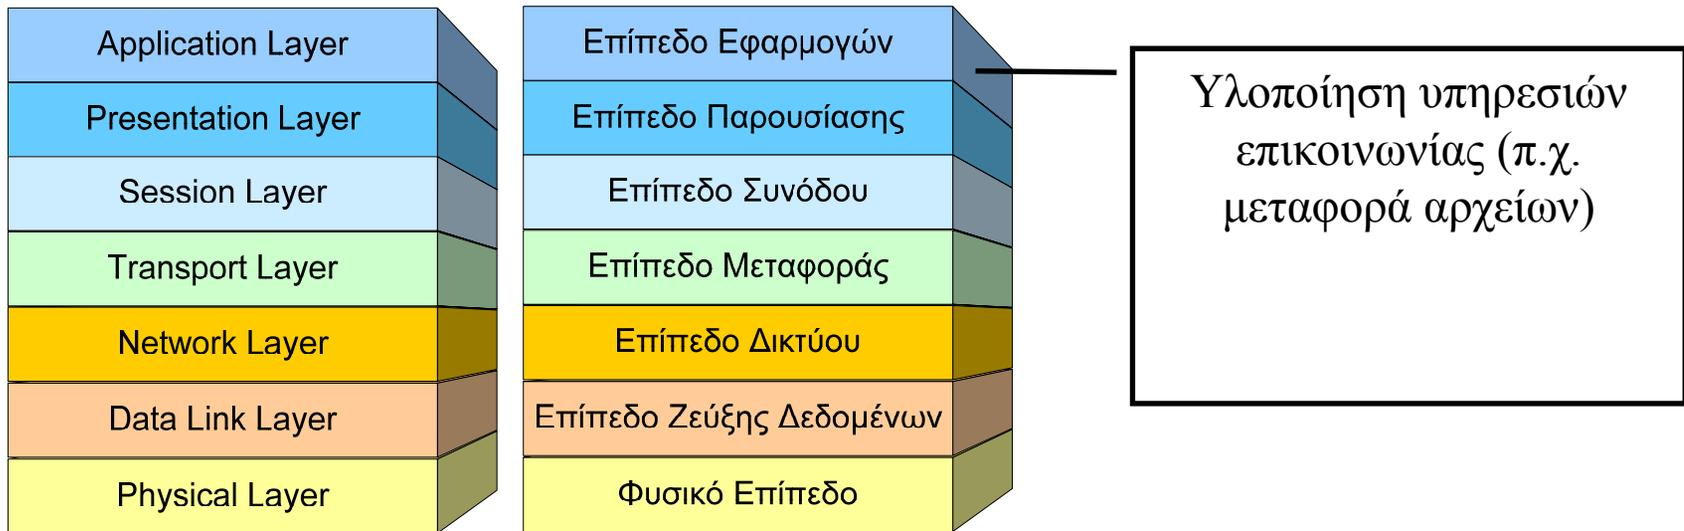 Application Layer
Presentation Layer
Session Layer
Transport Layer
Network Layer
Data Link Layer
Physical Layer
Επίπεδο Εφαρμογών
Επίπεδο Παρουσίασης
Επίπεδο Συνόδου
Επίπεδο Μεταφοράς
Επίπεδο Δικτύου
Επίπεδο Ζεύξης Δεδομένων
Φυσικό Επίπεδο
Υλοποίηση υπηρεσιών
επικοινωνίας (π.χ.
μεταφορά αρχείων)